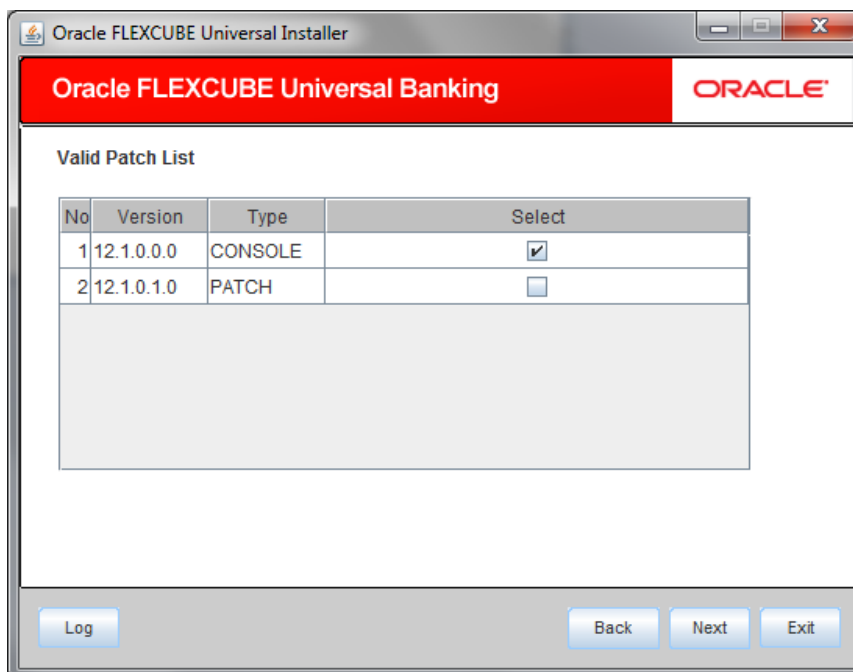 Oracle FLEXCUBE Universal Installer
Oracle FLEXCUBE Universal Banking
ORACLE
Valid Patch List
No Version Type Select
1 12.1.0.0.0 CONSOLE
2 12.1.0.1.0 PATCH
Log Back Next Exit